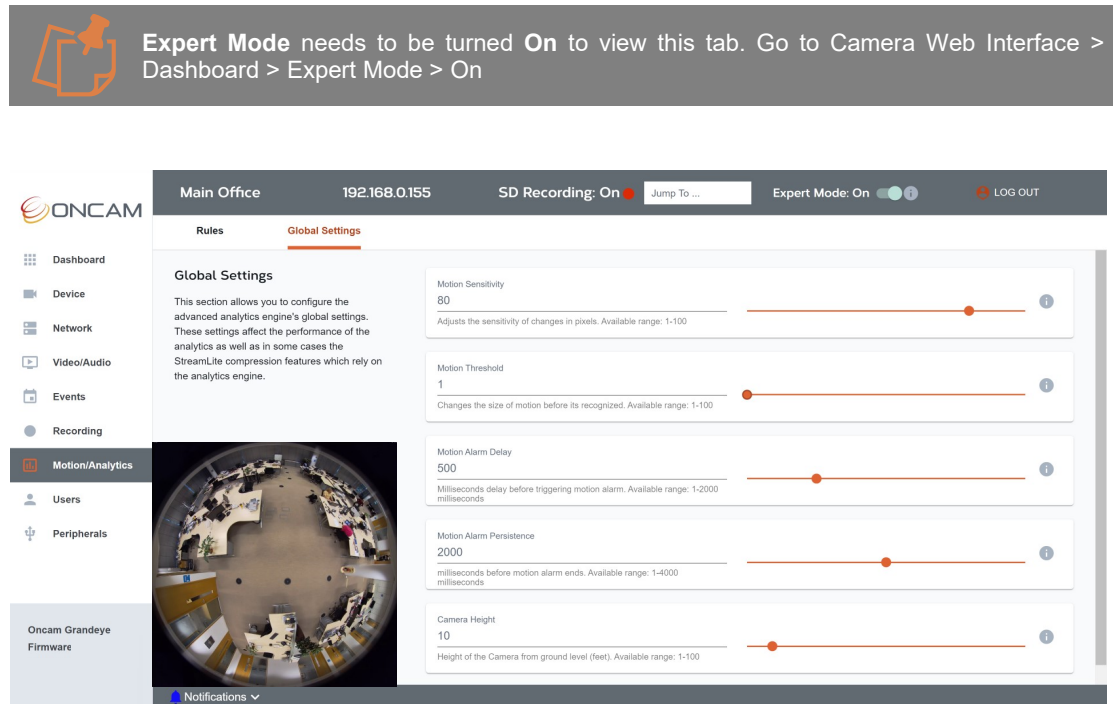 Expert Mode needs to be turned On to view this tab. Go to Camera Web Interface >
Dashboard > Expert Mode > On
ONCAM
Main Office
192.168.0.155
SD Recording: On
Jump To ...
Expert Mode: On
LOG OUT
Rules
Global Settings
Dashboard
Device
Network
Video/Audio
Events
Recording
Motion/Analytics
Users
Peripherals
Oncam Grandeye
Firmware
Global Settings
This section allows you to configure the
advanced analytics engine's global settings.
These settings affect the performance of the
analytics as well as in some cases the
StreamLite compression features which rely on
the analytics engine.
Motion Sensitivity
80
Adjusts the sensitivity of changes in pixels. Available range: 1-100
Motion Threshold
1
Changes the size of motion before its recognized. Available range: 1-100
Motion Alarm Delay
500
Milliseconds delay before triggering motion alarm. Available range: 1-2000
milliseconds
Motion Alarm Persistence
2000
milliseconds before motion alarm ends. Available range: 1-4000
milliseconds
Camera Height
10
Height of the Camera from ground level (feet). Available range: 1-100
Notifications